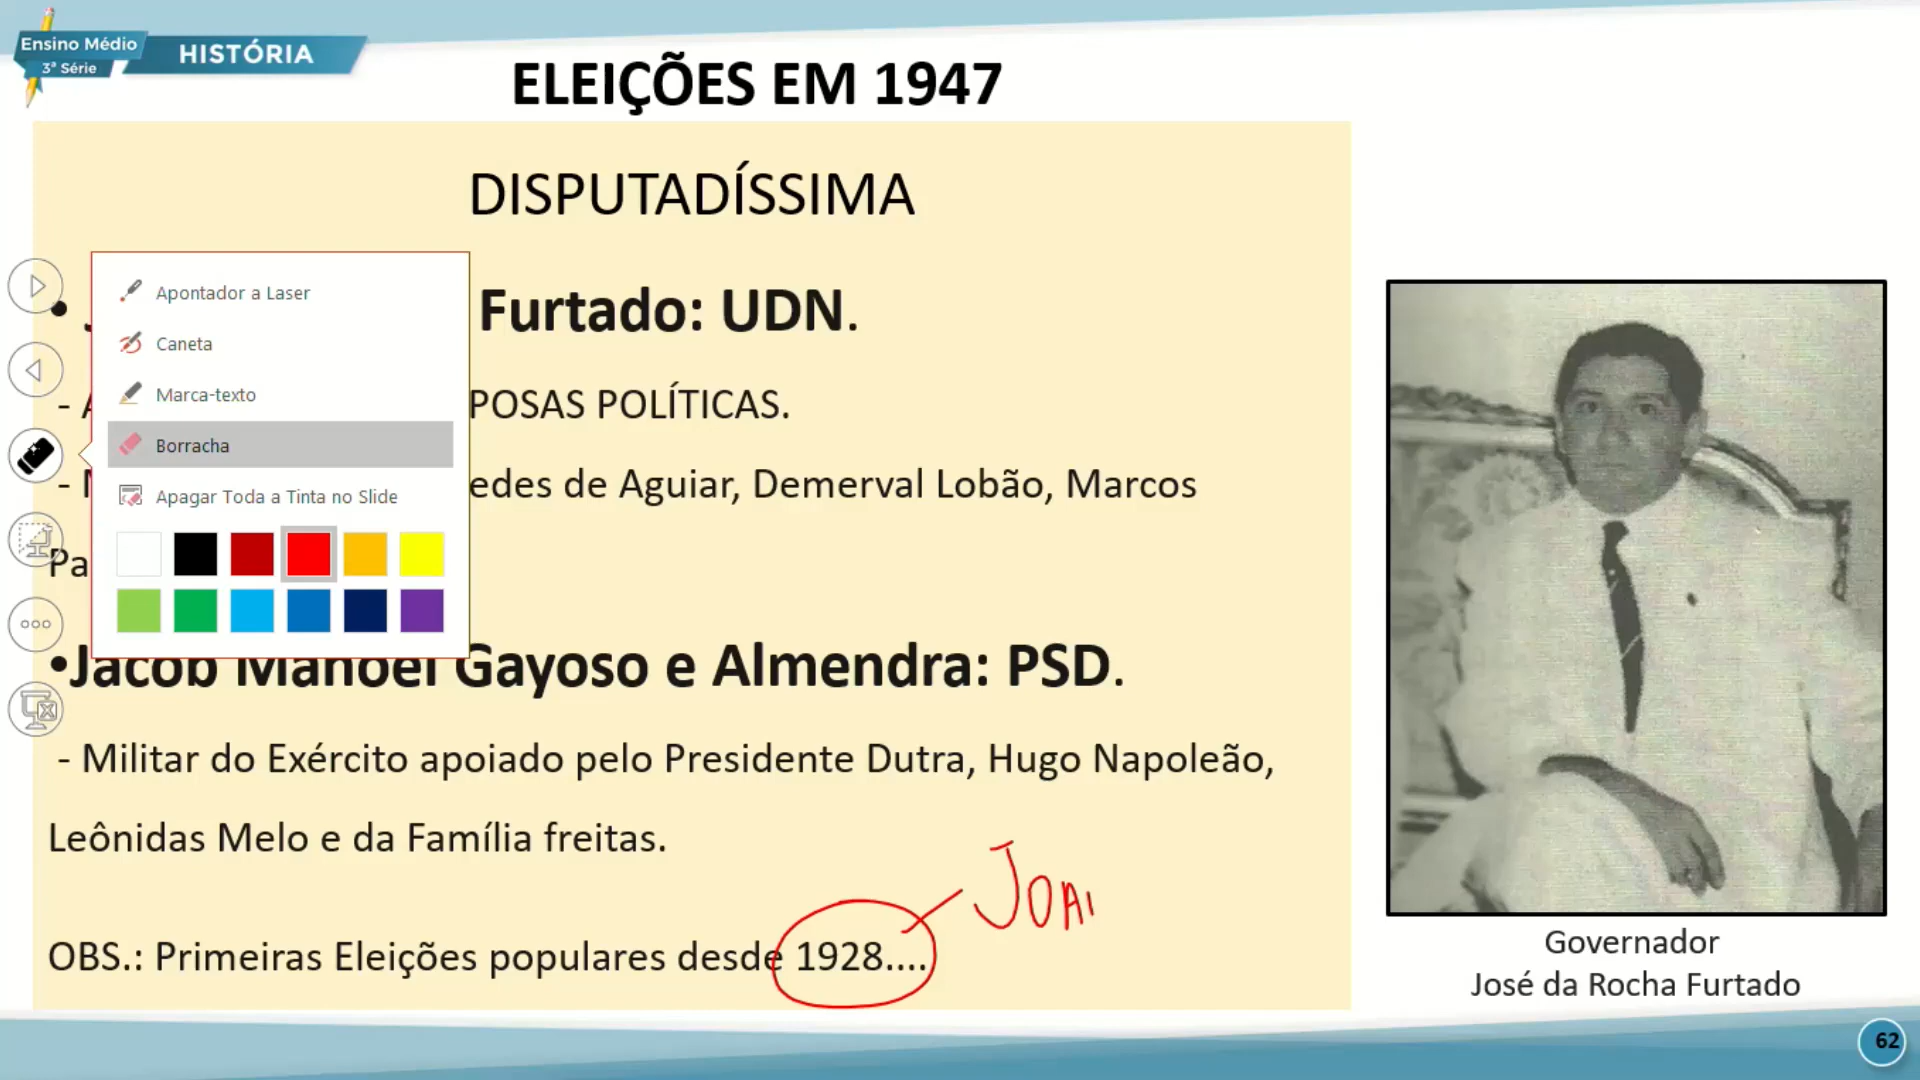 Ensino Médio
3ª Série
HISTÓRIA
ELEIÇÕES EM 1947
DISPUTADÍSSIMA
Apontador a Laser
Caneta
Marca-texto
Borracha
Apagar Toda a Tinta no Slide
• Furtado: UDN.
- POSAS POLÍTICAS.
- edes de Aguiar, Demerval Lobão, Marcos
Pa
•Jacob Manoel Gayoso e Almendra: PSD.
- Militar do Exército apoiado pelo Presidente Dutra, Hugo Napoleão,
Leônidas Melo e da Família freitas.
JOAI
OBS.: Primeiras Eleições populares desde 1928....
Governador
José da Rocha Furtado
62